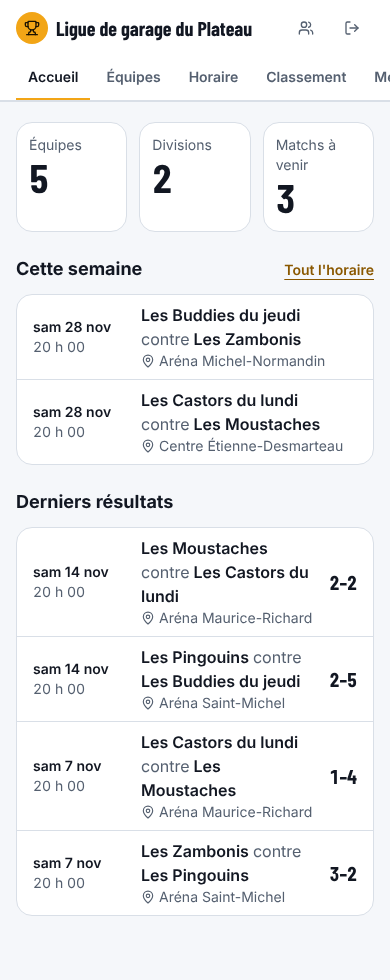 Ligue de garage du Plateau
Accueil Équipes Horaire Classement
Équipes
5
Divisions
2
Matchs à
venir
3
Cette semaine
Tout l'horaire
sam 28 nov
20 h 00
Les Buddies du jeudi
contre Les Zambonis
Aréna Michel-Normandin
sam 28 nov
20 h 00
Les Castors du lundi
contre Les Moustaches
Centre Étienne-Desmarteau
Derniers résultats
sam 14 nov
20 h 00
Les Moustaches
contre Les Castors du
lundi
Aréna Maurice-Richard
2–2
sam 14 nov
20 h 00
Les Pingouins contre
Les Buddies du jeudi
Aréna Saint-Michel
2–5
sam 7 nov
20 h 00
Les Castors du lundi
contre Les
Moustaches
Aréna Maurice-Richard
1–4
sam 7 nov
20 h 00
Les Zambonis contre
Les Pingouins
Aréna Saint-Michel
3–2